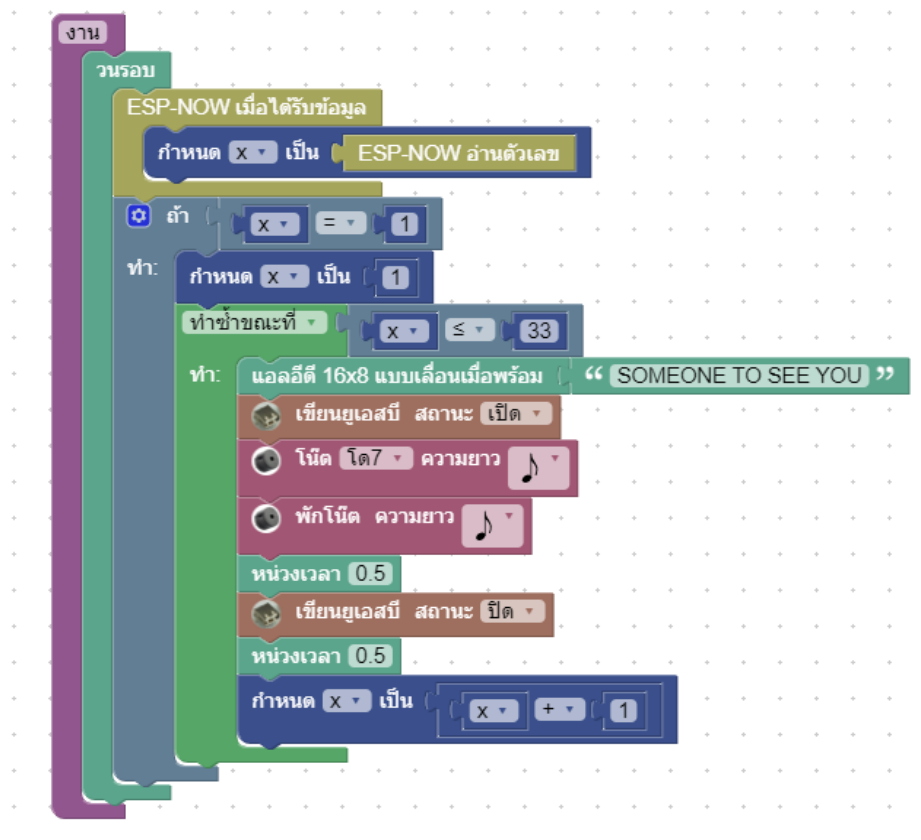 งาน
วนรอบ
ESP-NOW เมื่อได้รับข้อมูล
กำหนด x เป็น ESP-NOW อ่านตัวเลข
ถ้า x = 1
ทำ: กำหนด x เป็น 1
ทำซ้ำขณะที่ x ≤ 33
ทำ: แอลอีดี 16x8 แบบเลื่อนเมื่อพร้อม “ SOMEONE TO SEE YOU ”
เขียนยูเอสบี สถานะ เปิด
โน๊ต โด7 ความยาว ♪
พักโน๊ต ความยาว ♪
หน่วงเวลา 0.5
เขียนยูเอสบี สถานะ ปิด
หน่วงเวลา 0.5
กำหนด x เป็น x + 1